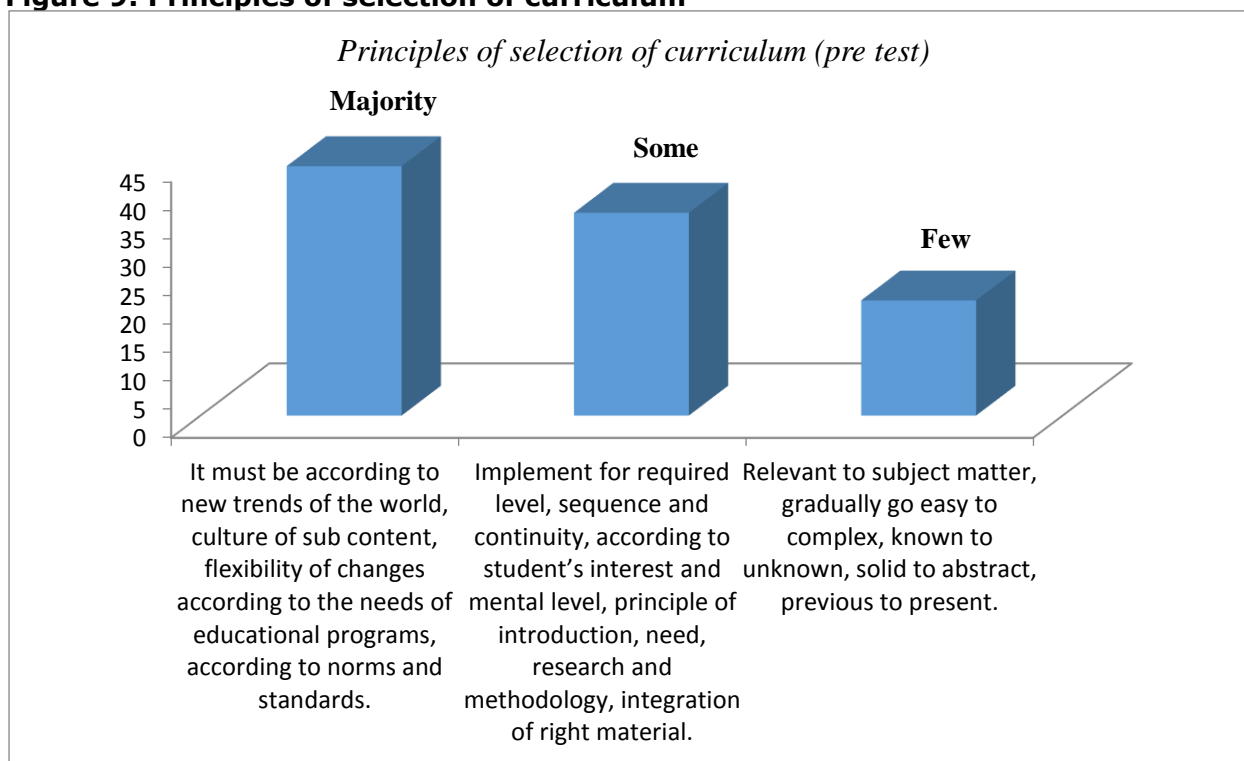 Figure 9. Principles of selection of curriculum
Principles of selection of curriculum (pre test)
Majority
Some
Few
45
40
35
30
25
20
15
10
5
0
It must be according to
new trends of the world,
culture of sub content,
flexibility of changes
according to the needs of
educational programs,
according to norms and
standards.
Implement for required
level, sequence and
continuity, according to
student’s interest and
mental level, principle of
introduction, need,
research and
methodology, integration
of right material.
Relevant to subject matter,
gradually go easy to
complex, known to
unknown, solid to abstract,
previous to present.